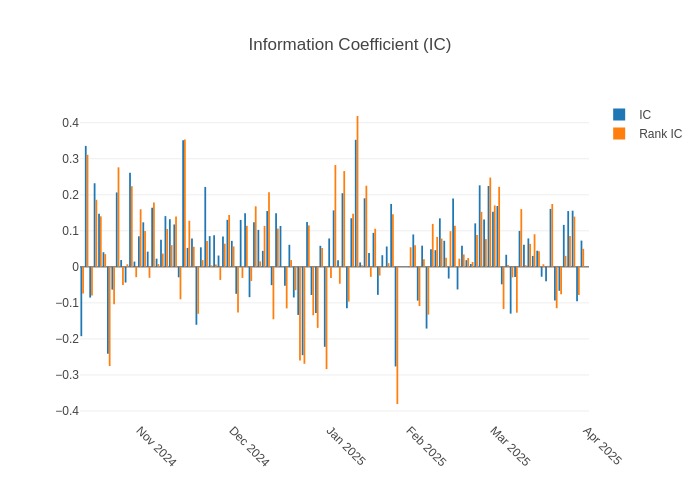 Information Coefficient (IC)
IC
Rank IC
0.4
0.3
0.2
0.1
0
−0.1
−0.2
−0.3
−0.4
Nov 2024
Dec 2024
Jan 2025
Feb 2025
Mar 2025
Apr 2025